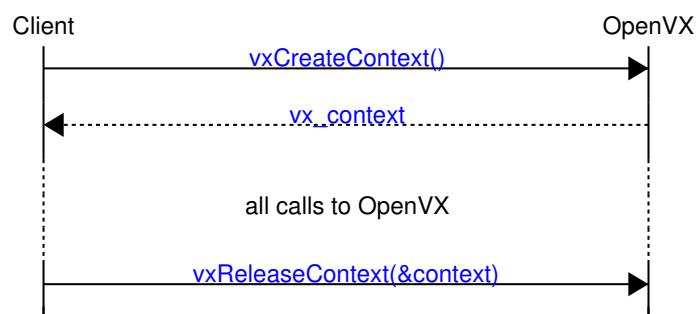 Client
OpenVX
vxCreateContext()
vx_context
all calls to OpenVX
vxReleaseContext(&context)